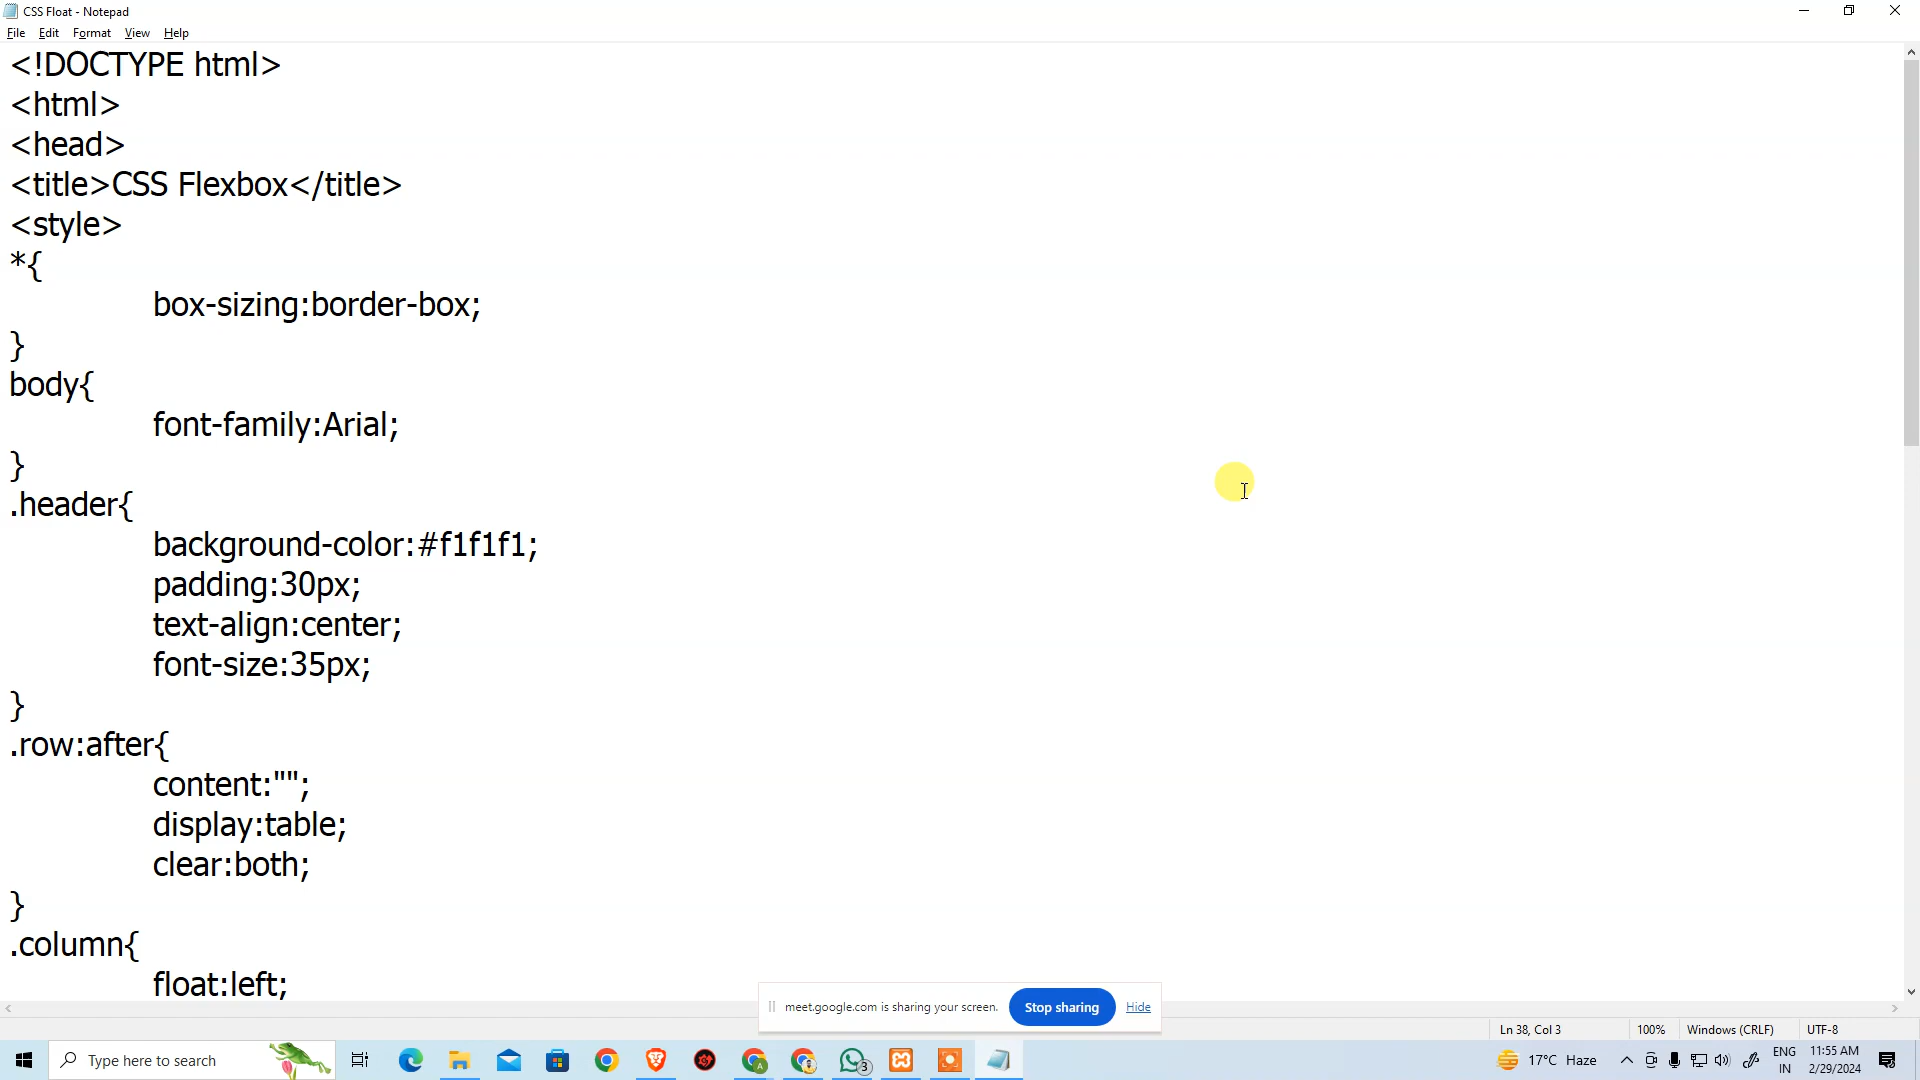 CSS Float - Notepad
File Edit Format View Help
<!DOCTYPE html>
<html>
<head>
<title>CSS Flexbox</title>
<style>
*{
box-sizing:border-box;
}
body{
font-family:Arial;
}
.header{
background-color:#f1f1f1;
padding:30px;
text-align:center;
font-size:35px;
}
.row:after{
content:"";
display:table;
clear:both;
}
.column{
float:left;
meet.google.com is sharing your screen. Stop sharing Hide
Ln 38, Col 3 100% Windows (CRLF) UTF-8
Type here to search A 3 17°C Haze ENG IN 11:55 AM 2/29/2024